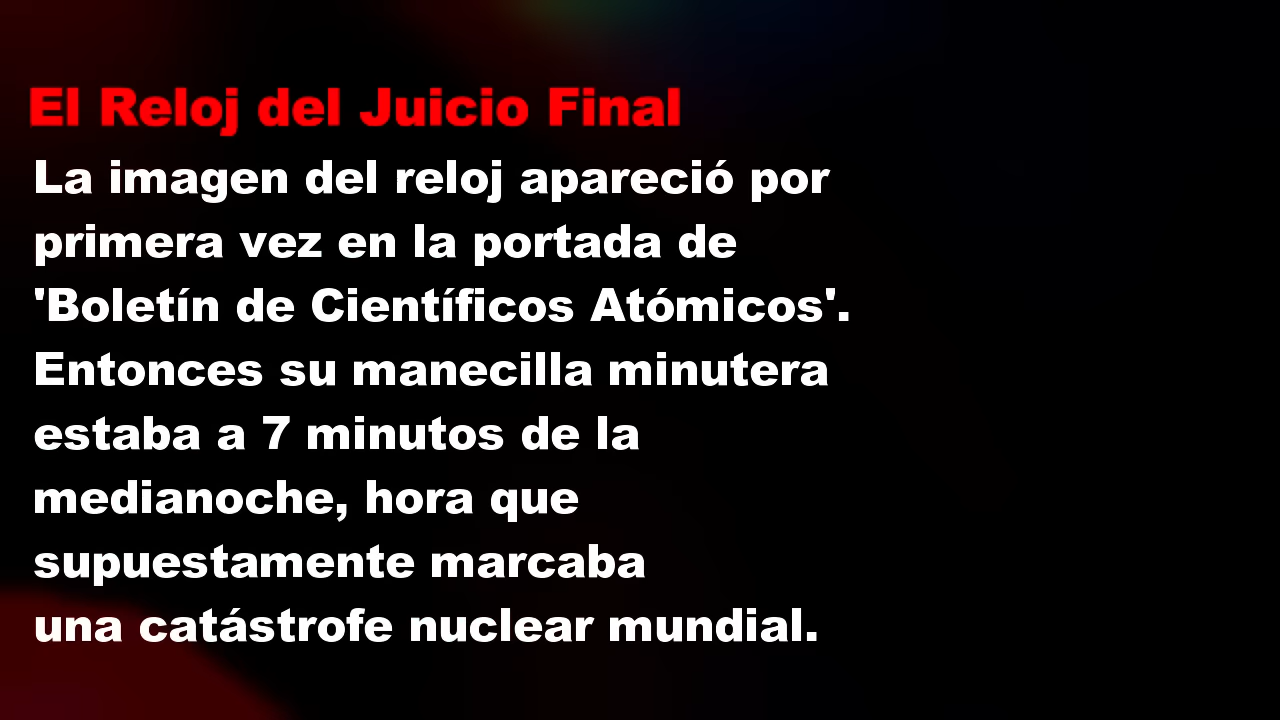 El Reloj del Juicio Final
La imagen del reloj apareció por
primera vez en la portada de
'Boletín de Científicos Atómicos'.
Entonces su manecilla minutera
estaba a 7 minutos de la
medianoche, hora que
supuestamente marcaba
una catástrofe nuclear mundial.